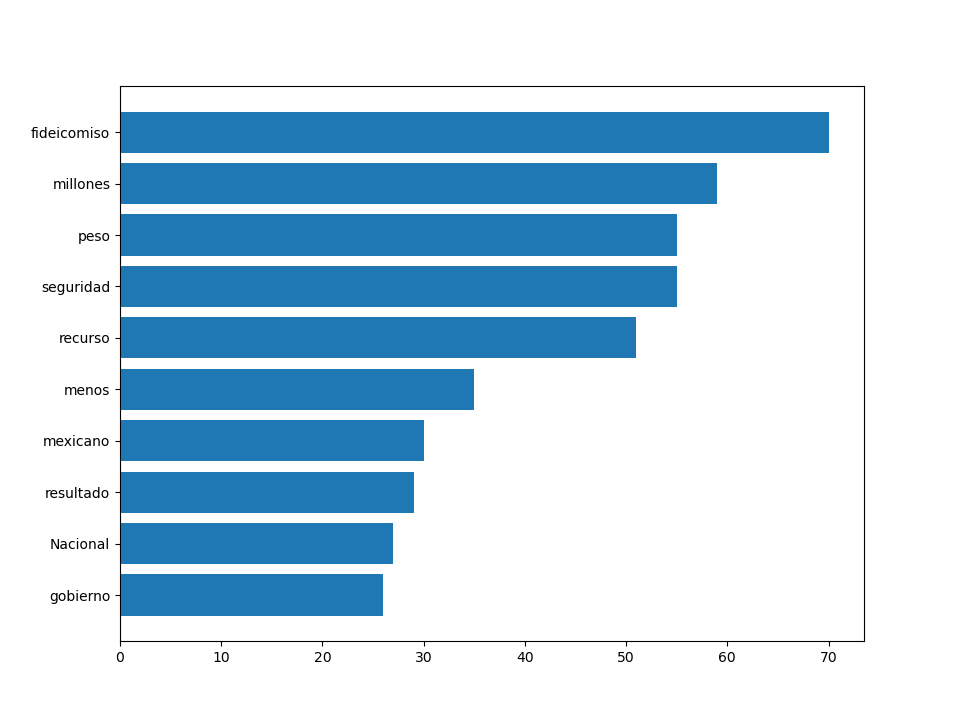 fideicomiso
millones
peso
seguridad
recurso
menos
mexicano
resultado
Nacional
gobierno
0 10 20 30 40 50 60 70